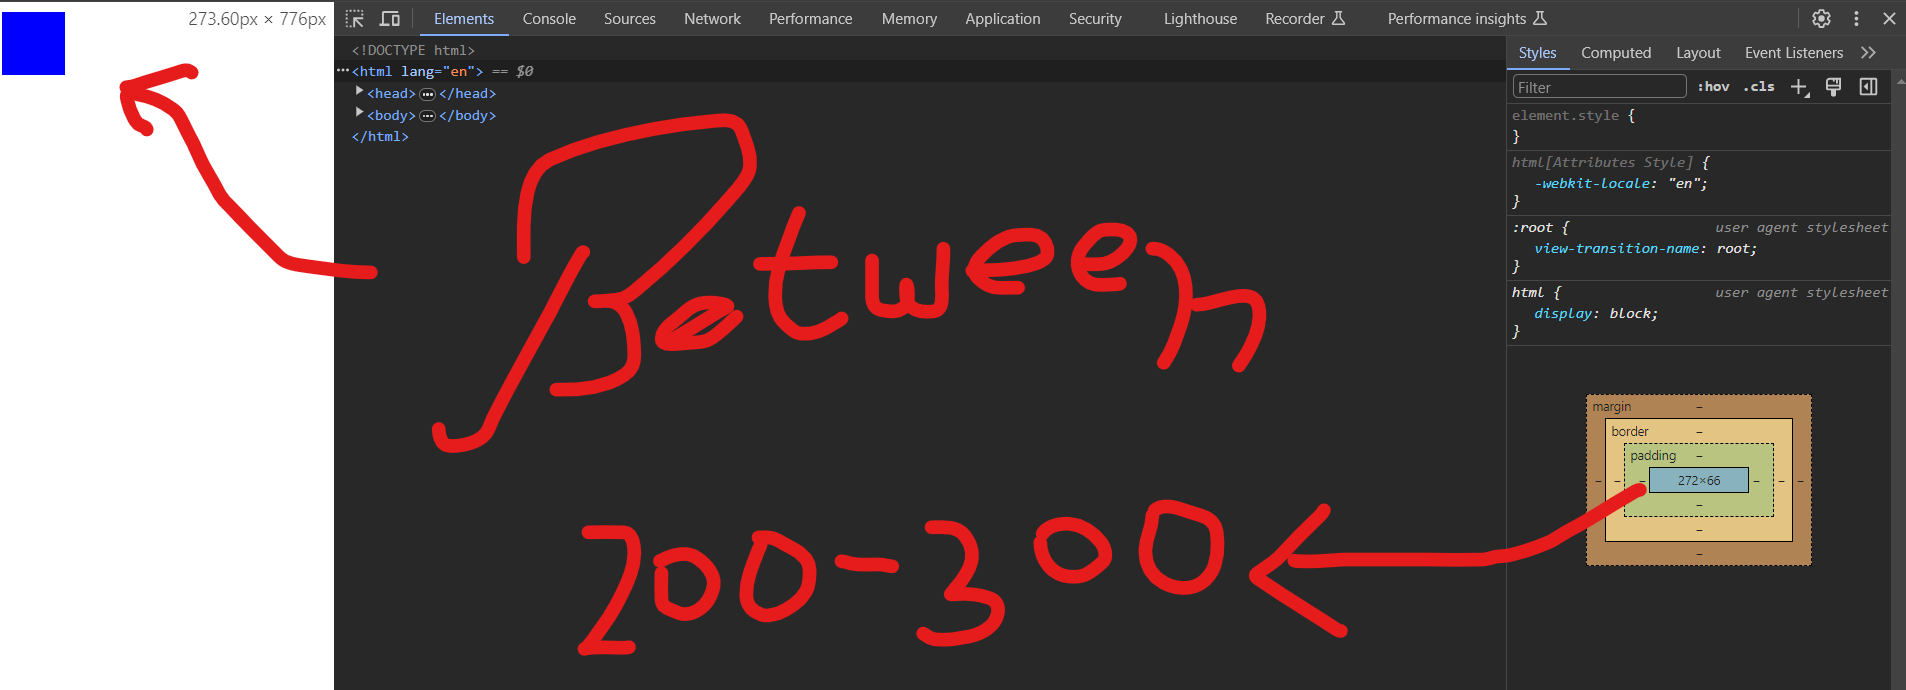 273.60px × 776px
Elements Console Sources Network Performance Memory Application Security Lighthouse Recorder Performance insights
<!DOCTYPE html>
<html lang="en"> == $0
<head> ••• </head>
<body> ••• </body>
</html>
Between
200-300
Styles Computed Layout Event Listeners
Filter :hov .cls
element.style {
}
html[Attributes Style] {
-webkit-locale: "en";
}
:root { user agent stylesheet
view-transition-name: root;
}
html { user agent stylesheet
display: block;
}
margin –
border –
padding –
– – – 272×66 – – –
–
–
–